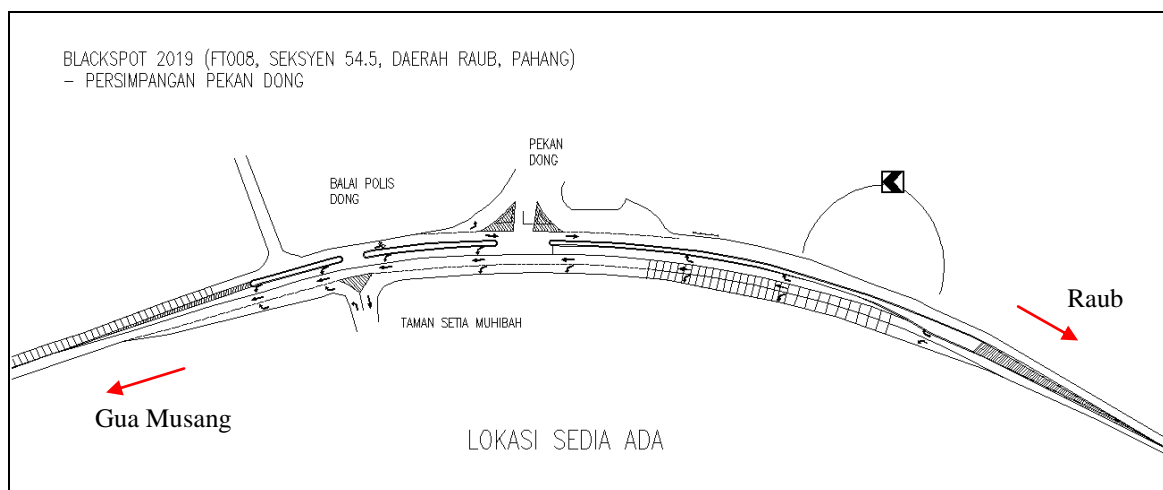 BLACKSPOT 2019 (FT008, SEKSYEN 54.5, DAERAH RAUB, PAHANG)
– PERSIMPANGAN PEKAN DONG
PEKAN
DONG
BALAI POLIS
DONG
Raub
TAMAN SETIA MUHIBAH
Gua Musang
LOKASI SEDIA ADA